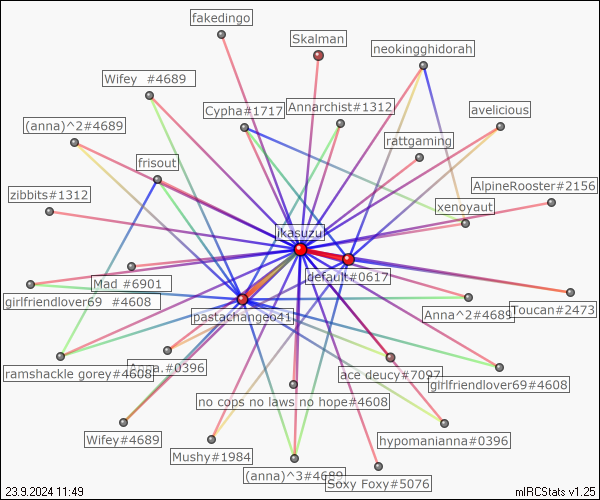 fakedingo
Skalman
neokingghidorah
Wifey  #4689
Cypha#1717
Annarchist#1312
avelicious
(anna)^2#4689
rattgaming
frisout
AlpineRooster#2156
zibbits#1312
xenoyaut
ikasuzu
Mad #6901
default#0617
girlfriendlover69  #4608
pastachangeo41
Anna^2#4689
Toucan#2473
ramshackle gorey#4608
#0396
ace deucy#7097
girlfriendlover69#4608
no cops no laws no hope#4608
Wifey#4689
hypomanianna#0396
Mushy#1984
(anna)^3#4689
Soxy Foxy#5076
23.9.2024 11:49
mIRCStats v1.25